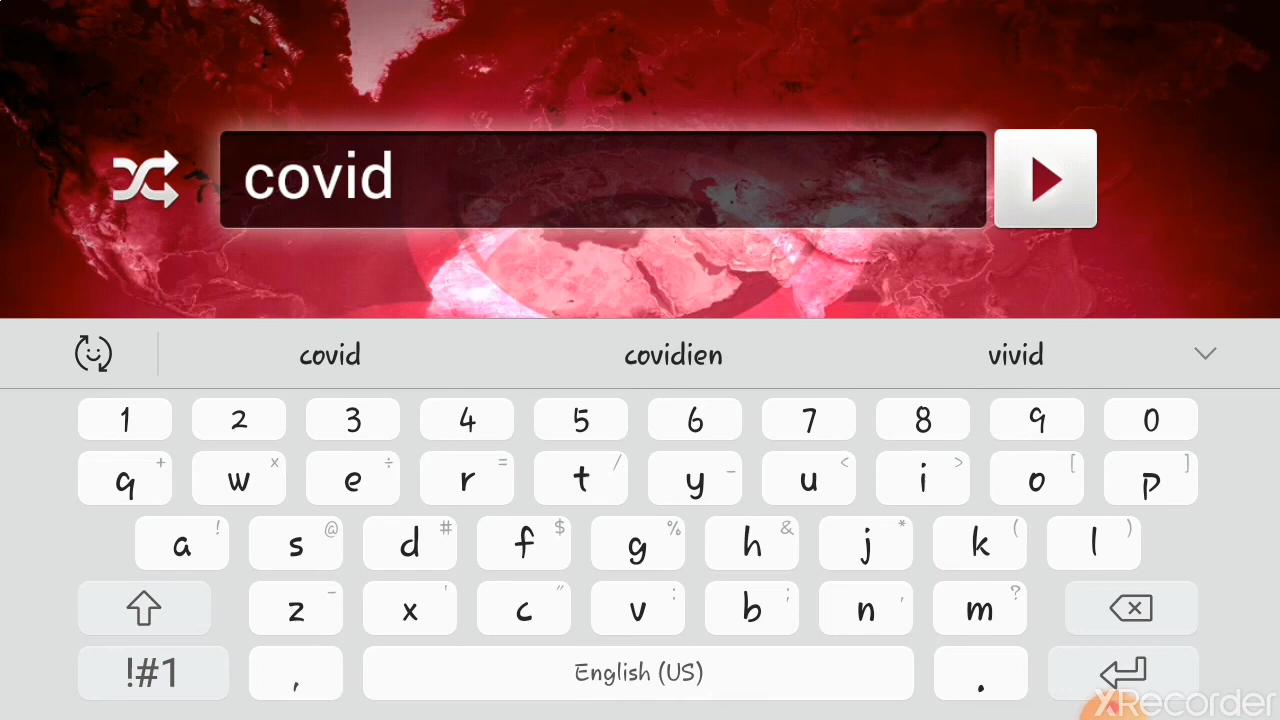 covid
covid covidien vivid
1 2 3 4 5 6 7 8 9 0
q + w x e ÷ r = t / y _ u < i > o [ p ]
a ! s @ d # f $ g % h & j * k ( l )
z - x ' c " v : b ; n , m ?
!#1 , English (US) .
XRecorder